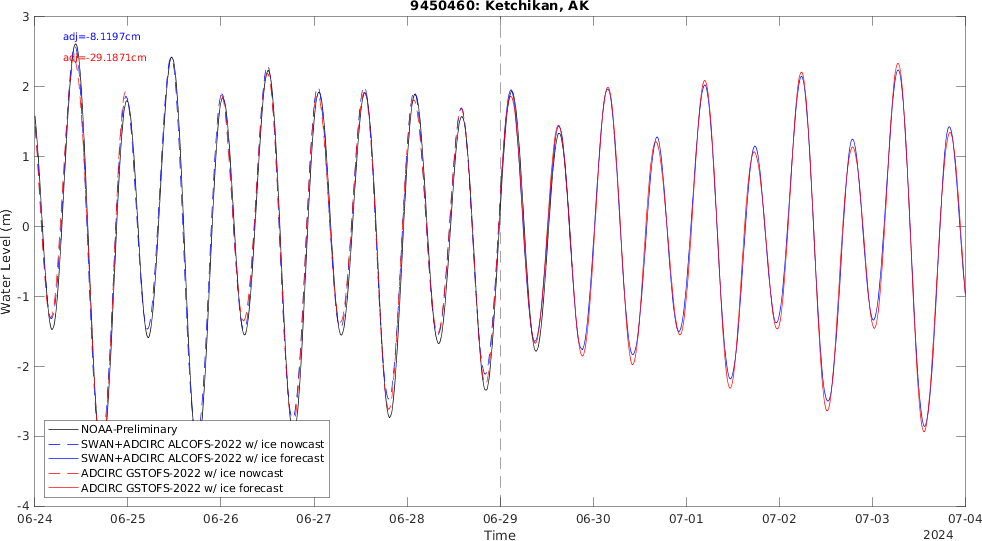 9450460: Ketchikan, AK
adj=-8.1197cm
adj=-29.1871cm
3
2
1
0
-1
-2
-3
-4
Water Level (m)
NOAA-Preliminary
SWAN+ADCIRC ALCOFS-2022 w/ ice nowcast
SWAN+ADCIRC ALCOFS-2022 w/ ice forecast
ADCIRC GSTOFS-2022 w/ ice nowcast
ADCIRC GSTOFS-2022 w/ ice forecast
06-24 06-25 06-26 06-27 06-28 06-29 06-30 07-01 07-02 07-03 07-04
Time
2024